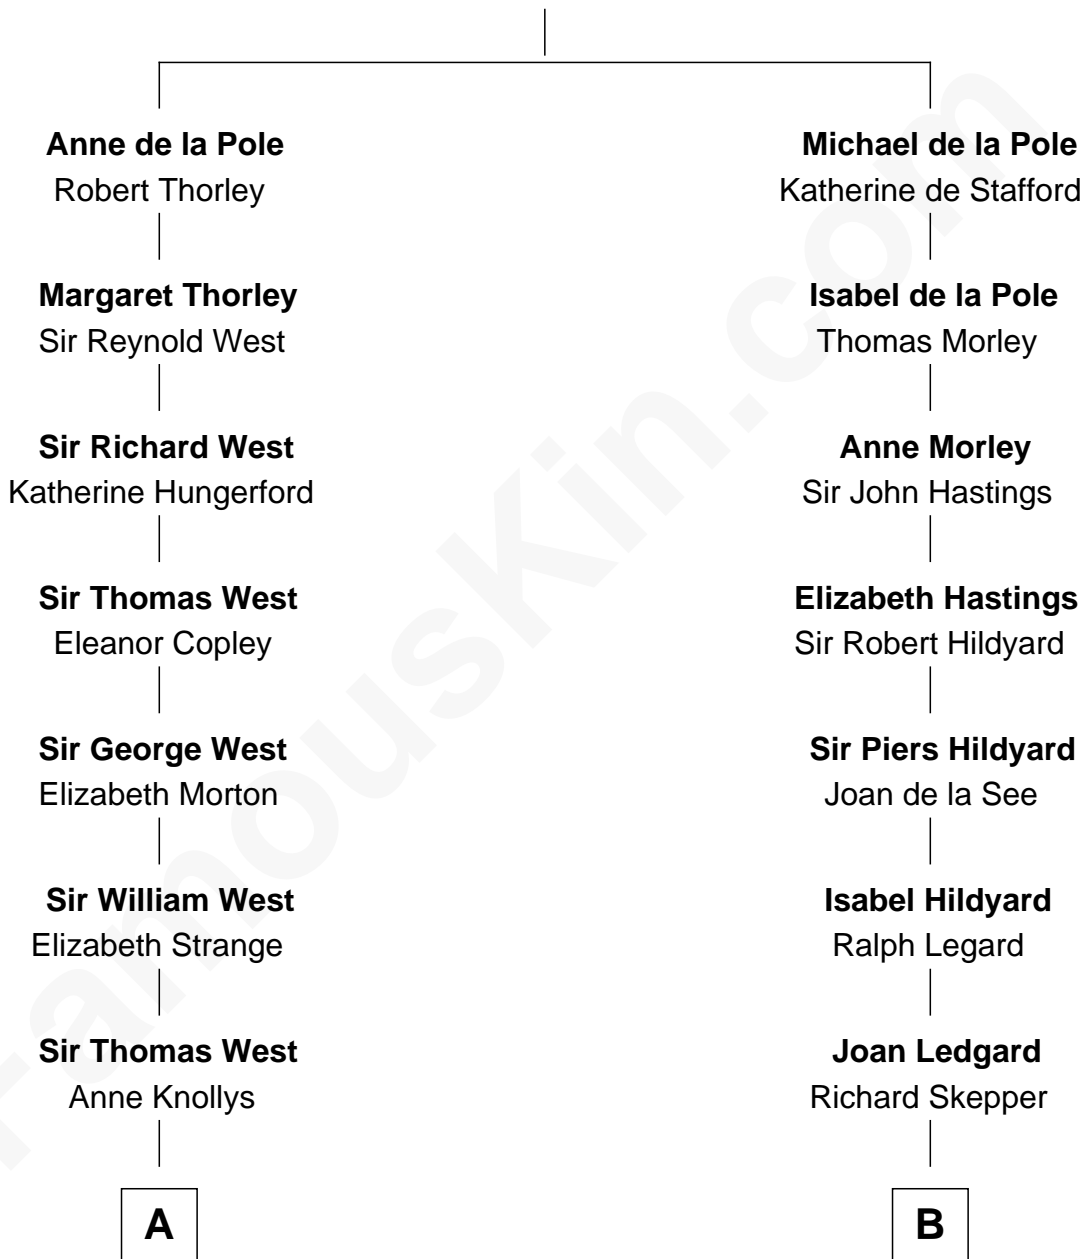 Anne de la Pole
Robert Thorley
Margaret Thorley
Sir Reynold West
Sir Richard West
Katherine Hungerford
Sir Thomas West
Eleanor Copley
Sir George West
Elizabeth Morton
Sir William West
Elizabeth Strange
Sir Thomas West
Anne Knollys
A
Michael de la Pole
Katherine de Stafford
Isabel de la Pole
Thomas Morley
Anne Morley
Sir John Hastings
Elizabeth Hastings
Sir Robert Hildyard
Sir Piers Hildyard
Joan de la See
Isabel Hildyard
Ralph Legard
Joan Ledgard
Richard Skepper
B
FamousKin.com